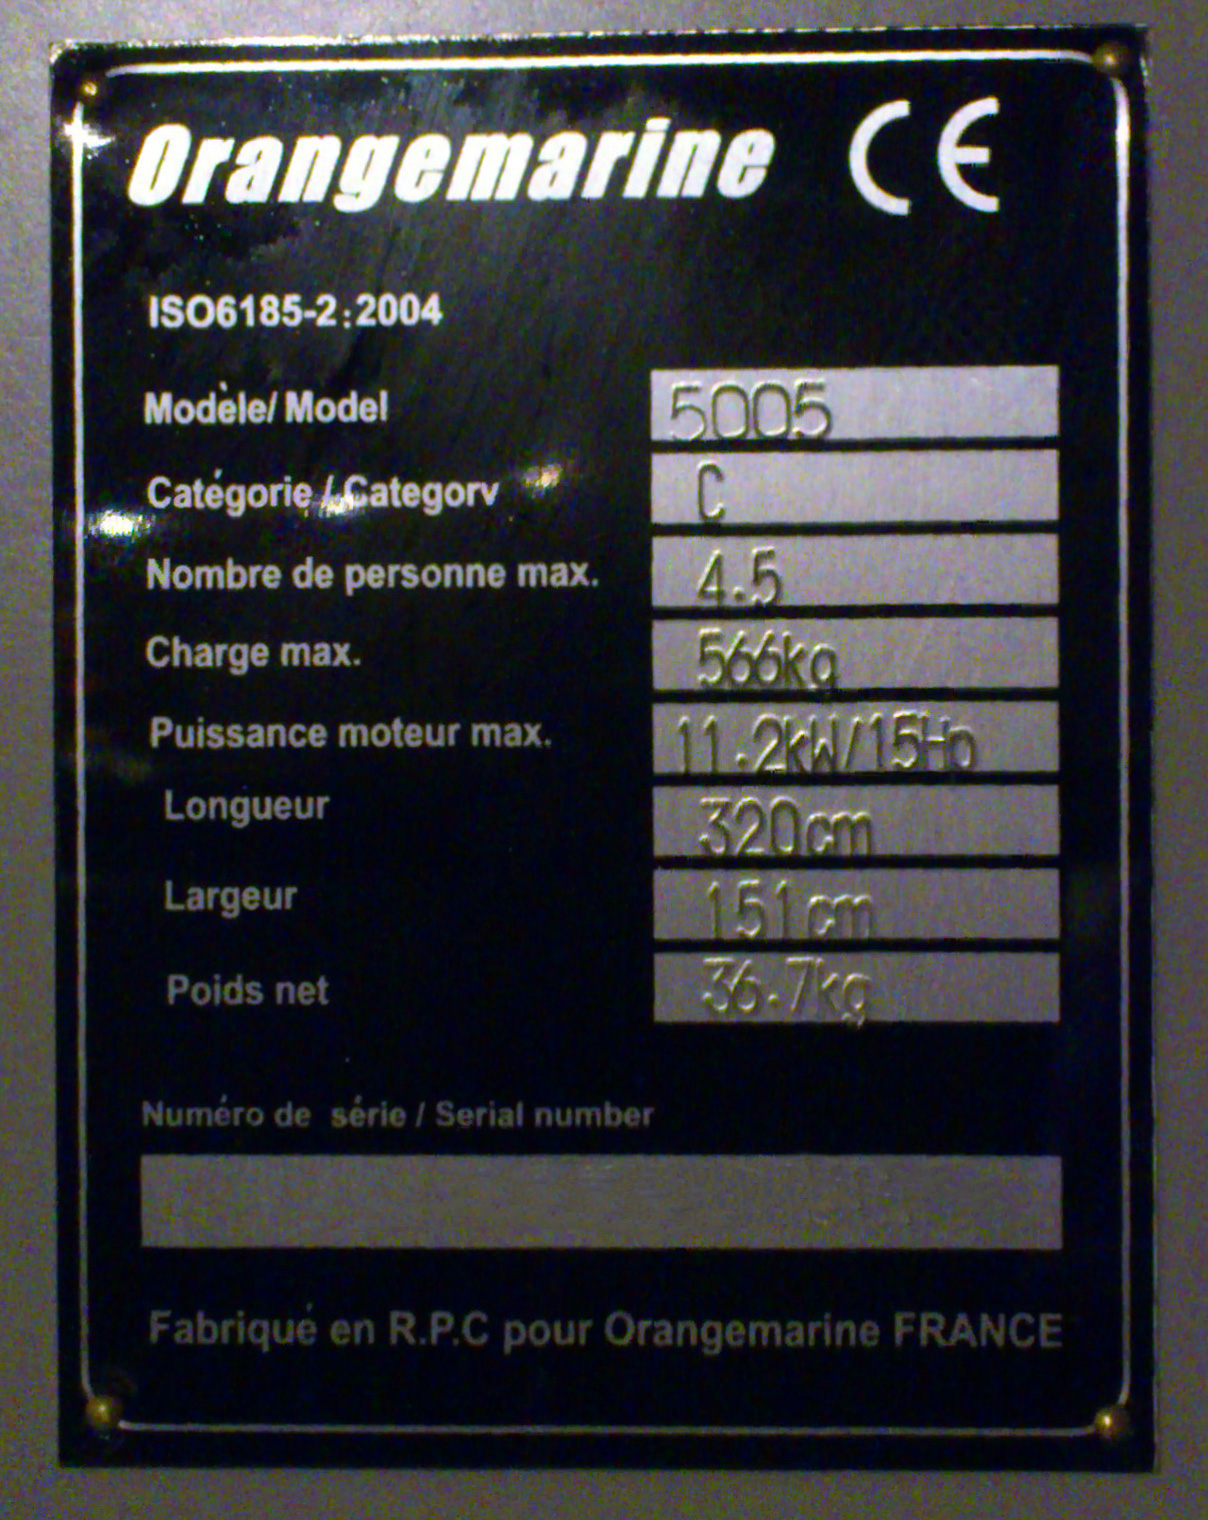 Orangemarine CE
ISO6185-2:2004
Modèle/ Model 5005
Catégorie / Category C
Nombre de personne max. 4.5
Charge max. 566kg
Puissance moteur max. 11.2kW/15Hp
Longueur 320cm
Largeur 151cm
Poids net 36.7kg
Numéro de série / Serial number
Fabriqué en R.P.C pour Orangemarine FRANCE